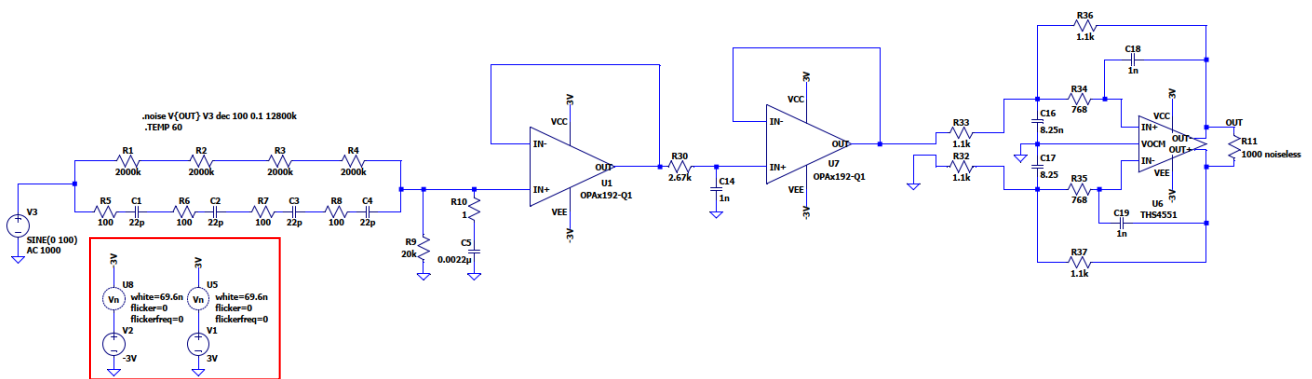 .noise V{OUT} V3 dec 100 0.1 12800k
.TEMP 60
R1
2000k
R2
2000k
R3
2000k
R4
2000k
R5
100
C1
22p
R6
100
C2
22p
R7
100
C3
22p
R8
100
C4
22p
V3
SINE(0 100)
AC 1000
R9
20k
R10
1
C5
0.0022µ
3V
VCC
IN-
OUT
IN+
U1
OPAx192-Q1
VEE
-3V
R30
2.67k
C14
1n
3V
VCC
IN-
OUT
IN+
U7
OPAx192-Q1
VEE
-3V
R33
1.1k
R32
1.1k
R36
1.1k
C18
1n
R34
768
C16
8.25n
C17
8.25
R35
768
C19
1n
R37
1.1k
3V
VCC
IN+
OUT-
VOCM
OUT+
IN-
VEE
-3V
U6
THS4551
OUT
R11
1000 noiseless
-3V
U8
Vn
white=69.6n
flicker=0
flickerfreq=0
V2
-3V
3V
U5
Vn
white=69.6n
flicker=0
flickerfreq=0
V1
3V